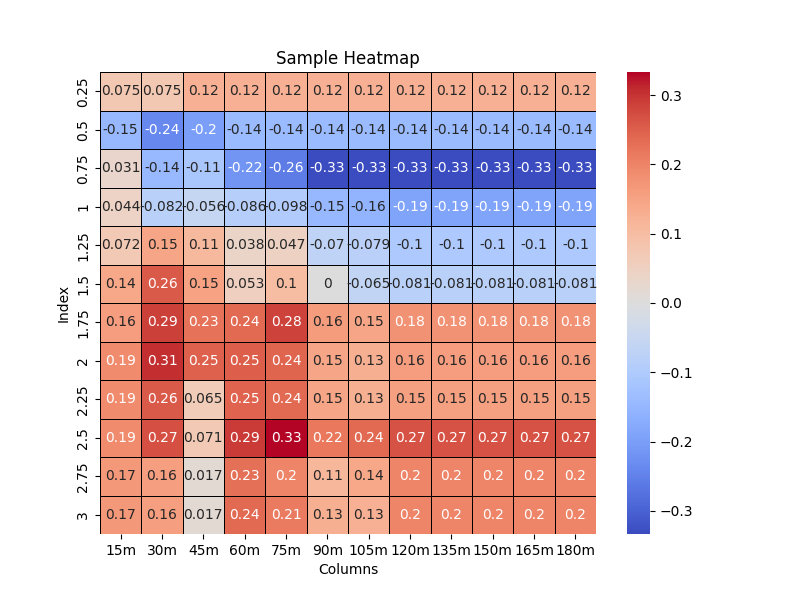 Sample Heatmap
0.25 0.075 0.075 0.12 0.12 0.12 0.12 0.12 0.12 0.12 0.12 0.12 0.12
0.5 -0.15 -0.24 -0.2 -0.14 -0.14 -0.14 -0.14 -0.14 -0.14 -0.14 -0.14 -0.14
0.75 0.031 -0.14 -0.11 -0.22 -0.26 -0.33 -0.33 -0.33 -0.33 -0.33 -0.33 -0.33
1 0.044 -0.082 -0.056 -0.086 -0.098 -0.15 -0.16 -0.19 -0.19 -0.19 -0.19 -0.19
1.25 0.072 0.15 0.11 0.038 0.047 -0.07 -0.079 -0.1 -0.1 -0.1 -0.1 -0.1
1.5 0.14 0.26 0.15 0.053 0.1 0 -0.065 -0.081 -0.081 -0.081 -0.081 -0.081
1.75 0.16 0.29 0.23 0.24 0.28 0.16 0.15 0.18 0.18 0.18 0.18 0.18
2 0.19 0.31 0.25 0.25 0.24 0.15 0.13 0.16 0.16 0.16 0.16 0.16
2.25 0.19 0.26 0.065 0.25 0.24 0.15 0.13 0.15 0.15 0.15 0.15 0.15
2.5 0.19 0.27 0.071 0.29 0.33 0.22 0.24 0.27 0.27 0.27 0.27 0.27
2.75 0.17 0.16 0.017 0.23 0.2 0.11 0.14 0.2 0.2 0.2 0.2 0.2
3 0.17 0.16 0.017 0.24 0.21 0.13 0.13 0.2 0.2 0.2 0.2 0.2
15m 30m 45m 60m 75m 90m 105m 120m 135m 150m 165m 180m
Columns
Index
0.3
0.2
0.1
0.0
−0.1
−0.2
−0.3